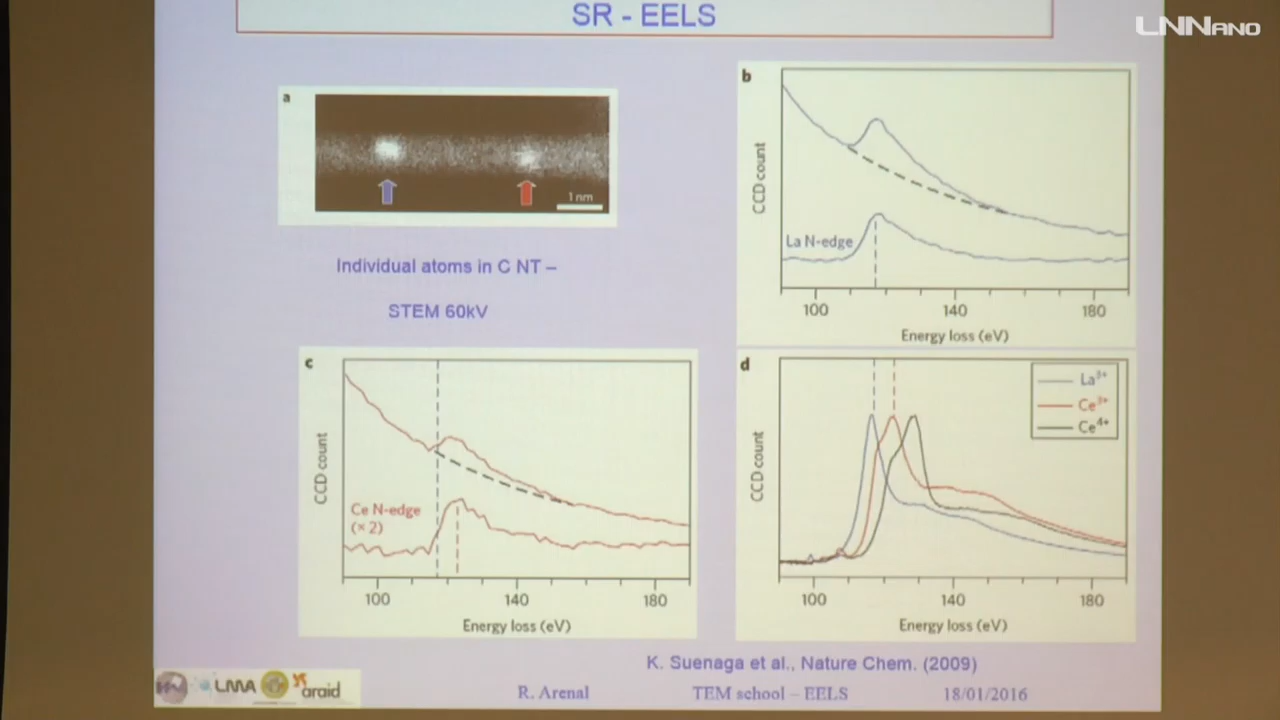 SR - EELS
LNNANO
a
1 nm
Individual atoms in C NT –
STEM 60kV
b
CCD count
La N-edge
100 140 180
Energy loss (eV)
c
CCD count
Ce N-edge
(× 2)
100 140 180
Energy loss (eV)
d
CCD count
La³⁺
Ce³⁺
Ce⁴⁺
100 140 180
Energy loss (eV)
K. Suenaga et al., Nature Chem. (2009)
LMA
araid
R. Arenal TEM school – EELS 18/01/2016